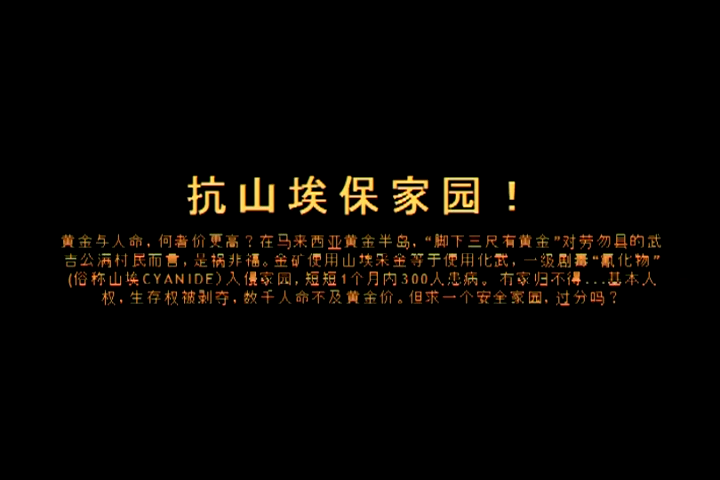 抗山埃保家园！
黄金与人命，何者价更高？在马来西亚黄金半岛，“脚下三尺有黄金”对劳勿县的武
吉公满村民而言，是祸非福。金矿使用山埃采金等于使用化武，一级剧毒“氰化物”
(俗称山埃CYANIDE)入侵家园，短短1个月内300人患病。有家归不得...基本人
权，生存权被剥夺，数千人命不及黄金价。但求一个安全家园，过分吗？